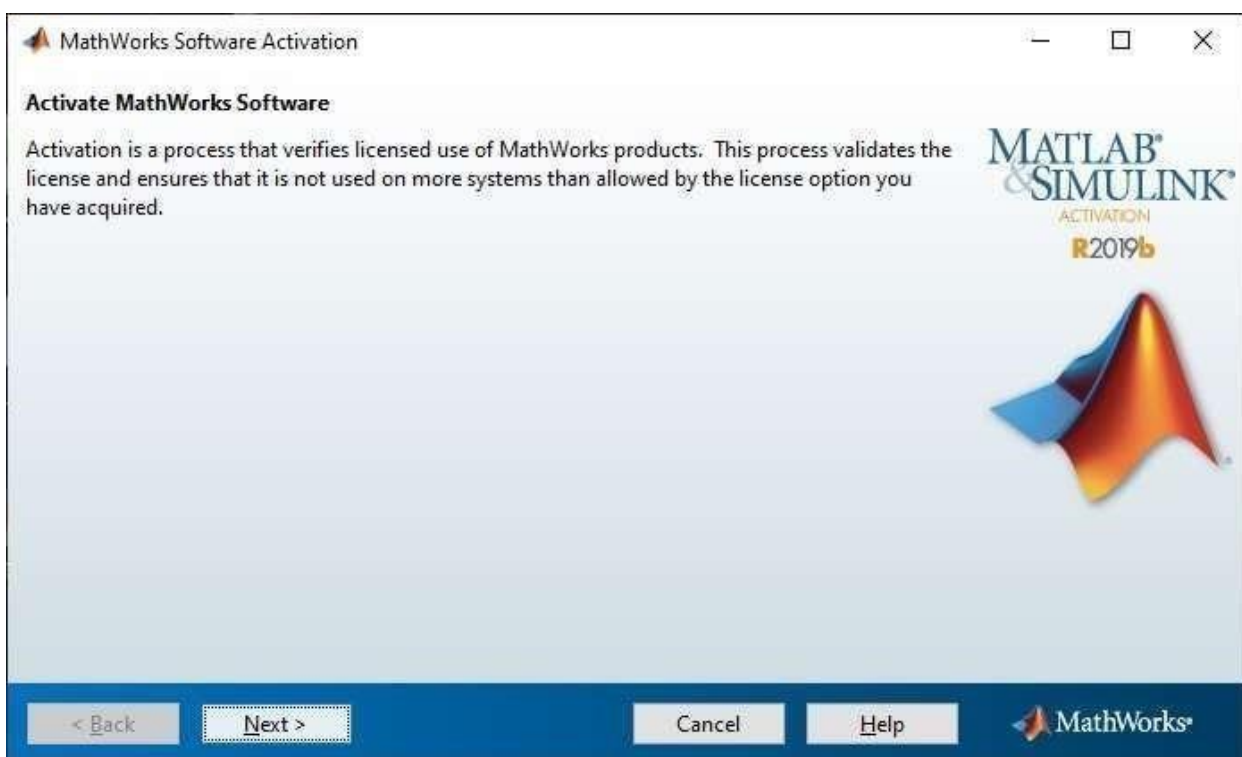 MathWorks Software Activation
Activate MathWorks Software
Activation is a process that verifies licensed use of MathWorks products. This process validates the
license and ensures that it is not used on more systems than allowed by the license option you
have acquired.
MATLAB®
&SIMULINK®
ACTIVATION
R2019b
< Back
Next >
Cancel
Help
MathWorks®